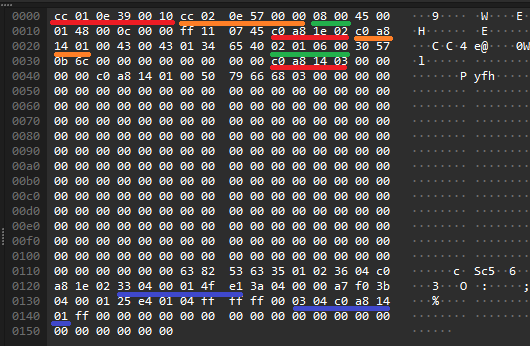 0000 cc 01 0e 39 00 10 cc 02 0e 57 00 00 45 00 ···9·····W····E·
0010 01 48 00 0c 00 00 ff 11 07 45 c0 a8 1e 02 c0 a8 ·H·······E······
0020 14 01 00 43 00 43 01 34 65 40 02 01 06 00 30 57 ···C·C·4e@····0W
0030 0b 6c 00 00 00 00 00 00 00 00 c0 a8 14 03 00 00 ·l··············
0040 00 00 c0 a8 14 01 00 50 79 66 68 03 00 00 00 00 ·······Pyfh·····
0050 00 00 00 00 00 00 00 00 00 00 00 00 00 00 00 00 ················
0060 00 00 00 00 00 00 00 00 00 00 00 00 00 00 00 00 ················
0070 00 00 00 00 00 00 00 00 00 00 00 00 00 00 00 00 ················
0080 00 00 00 00 00 00 00 00 00 00 00 00 00 00 00 00 ················
0090 00 00 00 00 00 00 00 00 00 00 00 00 00 00 00 00 ················
00a0 00 00 00 00 00 00 00 00 00 00 00 00 00 00 00 00 ················
00b0 00 00 00 00 00 00 00 00 00 00 00 00 00 00 00 00 ················
00c0 00 00 00 00 00 00 00 00 00 00 00 00 00 00 00 00 ················
00d0 00 00 00 00 00 00 00 00 00 00 00 00 00 00 00 00 ················
00e0 00 00 00 00 00 00 00 00 00 00 00 00 00 00 00 00 ················
00f0 00 00 00 00 00 00 00 00 00 00 00 00 00 00 00 00 ················
0100 00 00 00 00 00 00 00 00 00 00 00 00 00 00 00 00 ················
0110 00 00 00 00 00 00 63 82 53 63 35 01 02 36 04 c0 ······c·Sc5··6··
0120 a8 1e 02 33 04 00 01 4f e1 3a 04 00 00 a7 f0 3b ···3···O·:·····;
0130 04 00 01 25 e4 01 04 ff ff ff 00 03 04 c0 a8 14 ···%············
0140 01 ff 00 00 00 00 00 00 00 00 00 00 00 00 00 00 ················
0150 00 00 00 00 00 00 ······